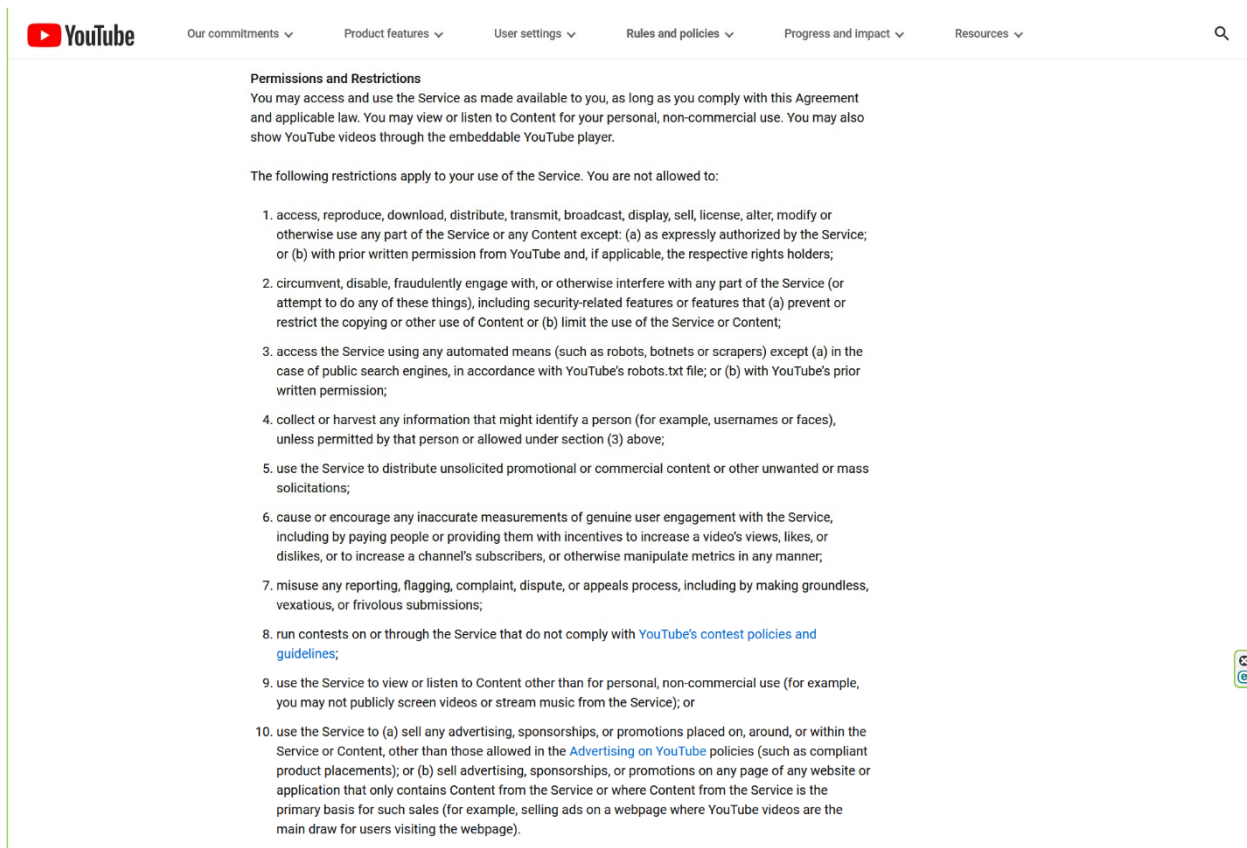 YouTube
Our commitments
Product features
User settings
Rules and policies
Progress and impact
Resources
Permissions and Restrictions
You may access and use the Service as made available to you, as long as you comply with this Agreement
and applicable law. You may view or listen to Content for your personal, non-commercial use. You may also
show YouTube videos through the embeddable YouTube player.
The following restrictions apply to your use of the Service. You are not allowed to:
1. access, reproduce, download, distribute, transmit, broadcast, display, sell, license, alter, modify or
otherwise use any part of the Service or any Content except: (a) as expressly authorized by the Service;
or (b) with prior written permission from YouTube and, if applicable, the respective rights holders;
2. circumvent, disable, fraudulently engage with, or otherwise interfere with any part of the Service (or
attempt to do any of these things), including security-related features or features that (a) prevent or
restrict the copying or other use of Content or (b) limit the use of the Service or Content;
3. access the Service using any automated means (such as robots, botnets or scrapers) except (a) in the
case of public search engines, in accordance with YouTube’s robots.txt file; or (b) with YouTube’s prior
written permission;
4. collect or harvest any information that might identify a person (for example, usernames or faces),
unless permitted by that person or allowed under section (3) above;
5. use the Service to distribute unsolicited promotional or commercial content or other unwanted or mass
solicitations;
6. cause or encourage any inaccurate measurements of genuine user engagement with the Service,
including by paying people or providing them with incentives to increase a video’s views, likes, or
dislikes, or to increase a channel’s subscribers, or otherwise manipulate metrics in any manner;
7. misuse any reporting, flagging, complaint, dispute, or appeals process, including by making groundless,
vexatious, or frivolous submissions;
8. run contests on or through the Service that do not comply with YouTube’s contest policies and
guidelines;
9. use the Service to view or listen to Content other than for personal, non-commercial use (for example,
you may not publicly screen videos or stream music from the Service); or
10. use the Service to (a) sell any advertising, sponsorships, or promotions placed on, around, or within the
Service or Content, other than those allowed in the Advertising on YouTube policies (such as compliant
product placements); or (b) sell advertising, sponsorships, or promotions on any page of any website or
application that only contains Content from the Service or where Content from the Service is the
primary basis for such sales (for example, selling ads on a webpage where YouTube videos are the
main draw for users visiting the webpage).